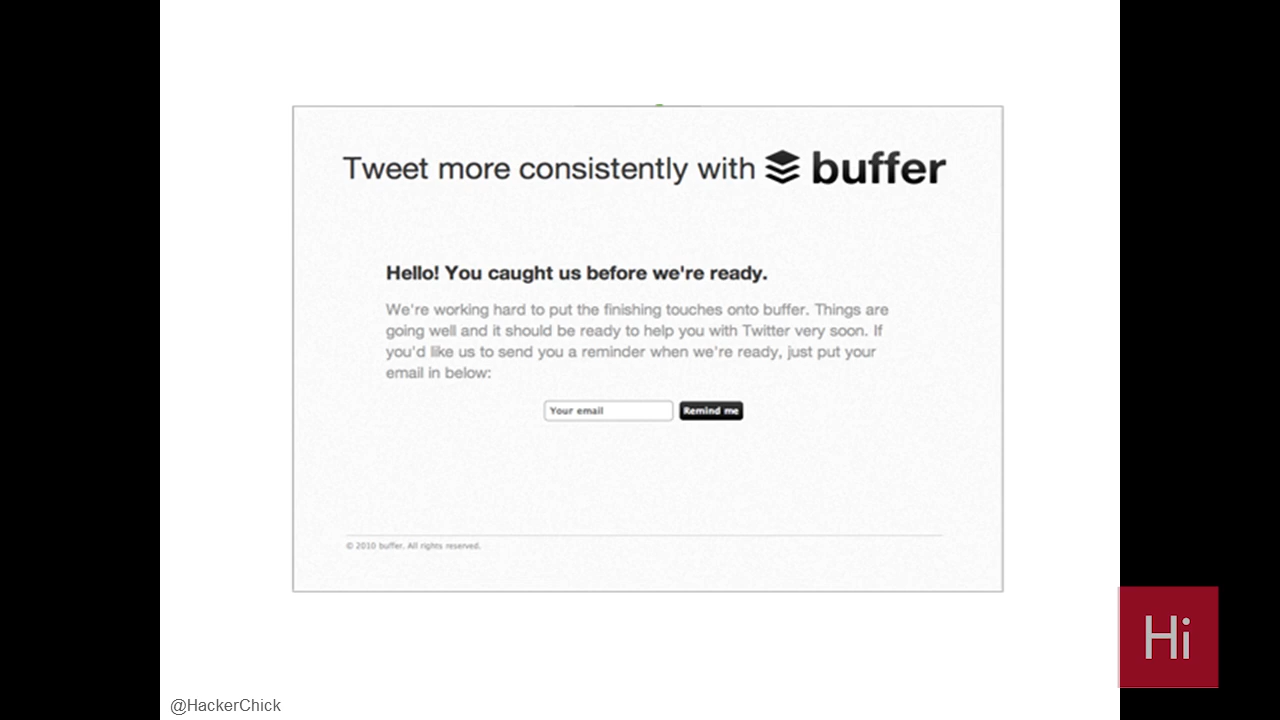 Tweet more consistently with buffer
Hello! You caught us before we're ready.
We're working hard to put the finishing touches onto buffer. Things are
going well and it should be ready to help you with Twitter very soon. If
you'd like us to send you a reminder when we're ready, just put your
email in below:
Your email Remind me
© 2010 buffer. All rights reserved.
Hi
@HackerChick